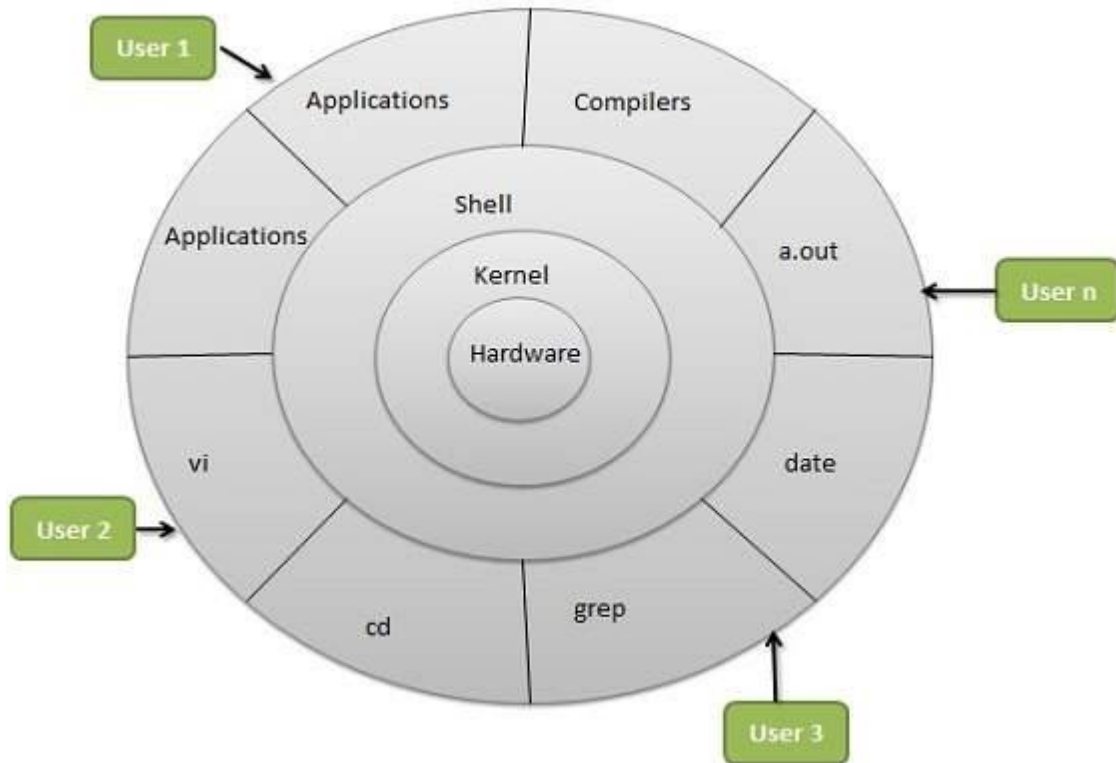 User 1
Applications
Compilers
Shell
Applications
a.out
Kernel
User n
Hardware
vi
date
User 2
cd
grep
User 3